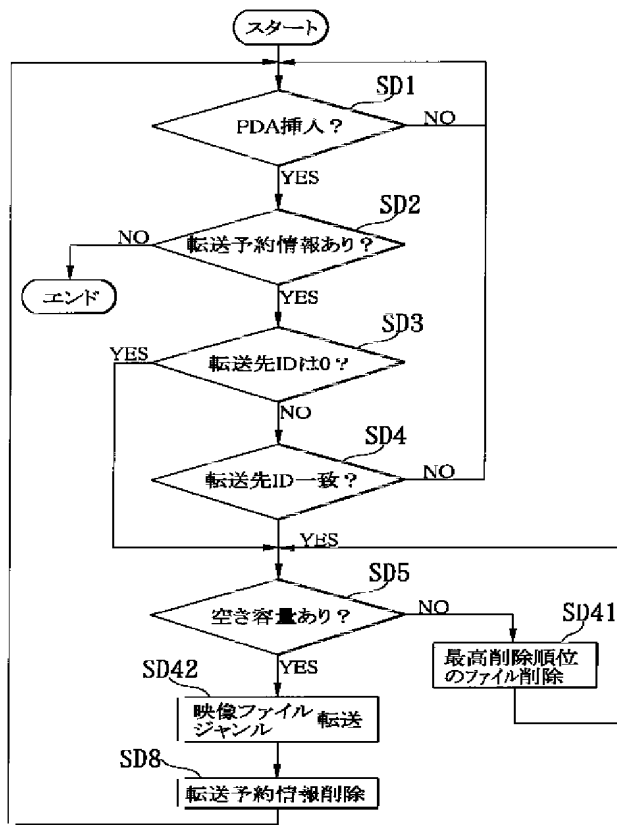 スタート
SD1
PDA挿入？
NO
YES
SD2
NO
転送予約情報あり？
エンド
YES
SD3
YES
転送先IDは0？
NO
SD4
転送先ID一致？
NO
YES
SD5
空き容量あり？
NO
SD41
最高削除順位
のファイル削除
YES
SD42
映像ファイル
ジャンル
転送
SD8
転送予約情報削除